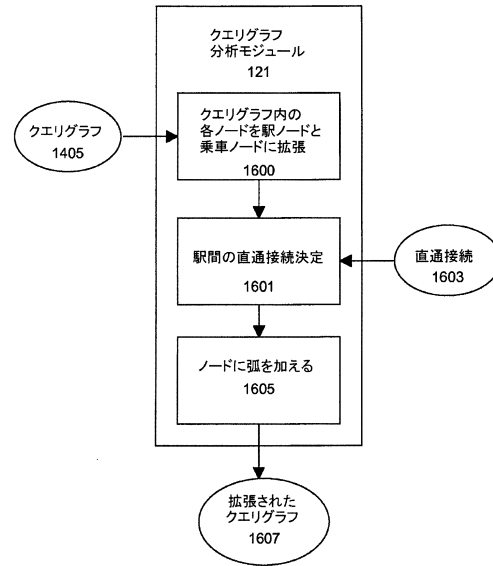 クエリグラフ
分析モジュール
121
クエリグラフ
1405
クエリグラフ内の
各ノードを駅ノードと
乗車ノードに拡張
1600
駅間の直通接続決定
1601
直通接続
1603
ノードに弧を加える
1605
拡張された
クエリグラフ
1607